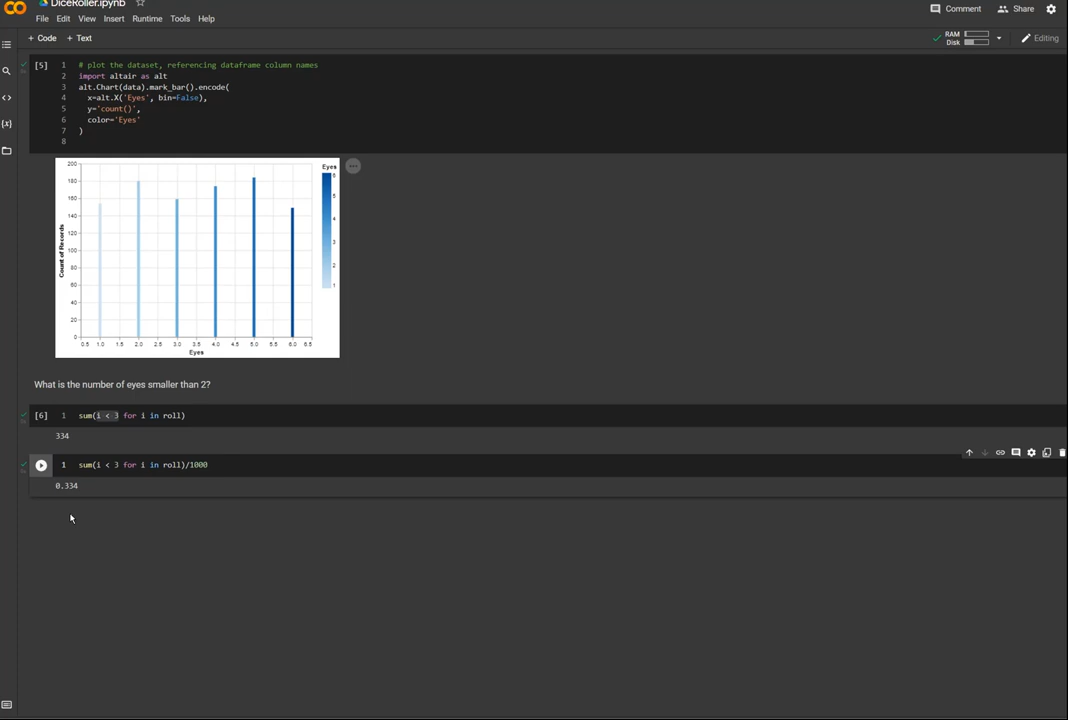 DiceRoller.ipynb
File Edit View Insert Runtime Tools Help
Comment Share
+ Code + Text
RAM
Disk
Editing
[5] 1 # plot the dataset, referencing dataframe column names
2 import altair as alt
3 alt.Chart(data).mark_bar().encode(
4 x=alt.X('Eyes', bin=False),
5 y='count()',
6 color='Eyes'
7 )
8
200
180
160
140
120
100
80
60
40
20
0
Count of Records
0.5 1.0 1.5 2.0 2.5 3.0 3.5 4.0 4.5 5.0 5.5 6.0 6.5
Eyes
Eyes
6
5
4
3
2
1
What is the number of eyes smaller than 2?
[6] 1 sum(i < 3 for i in roll)
334
1 sum(i < 3 for i in roll)/1000
0.334